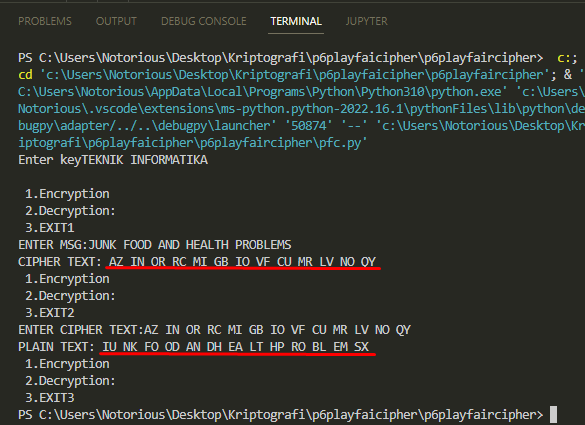 PROBLEMS OUTPUT DEBUG CONSOLE TERMINAL JUPYTER
PS C:\Users\Notorious\Desktop\Kriptografi\p6playfaicipher\p6playfaircipher> c:;
cd 'c:\Users\Notorious\Desktop\Kriptografi\p6playfaicipher\p6playfaircipher'; & '
C:\Users\Notorious\AppData\Local\Programs\Python\Python310\python.exe' 'c:\Users\
Notorious\.vscode\extensions\ms-python.python-2022.16.1\pythonFiles\lib\python\de
bugpy\adapter/../..\debugpy\launcher' '50874' '--' 'c:\Users\Notorious\Desktop\Kr
iptografi\p6playfaicipher\p6playfaircipher\pfc.py'
Enter keyTEKNIK INFORMATIKA
1.Encryption
2.Decryption:
3.EXIT1
ENTER MSG:JUNK FOOD AND HEALTH PROBLEMS
CIPHER TEXT: AZ IN OR RC MI GB IO VF CU MR LV NO QY
1.Encryption
2.Decryption:
3.EXIT2
ENTER CIPHER TEXT:AZ IN OR RC MI GB IO VF CU MR LV NO QY
PLAIN TEXT: IU NK FO OD AN DH EA LT HP RO BL EM SX
1.Encryption
2.Decryption:
3.EXIT3
PS C:\Users\Notorious\Desktop\Kriptografi\p6playfaicipher\p6playfaircipher>